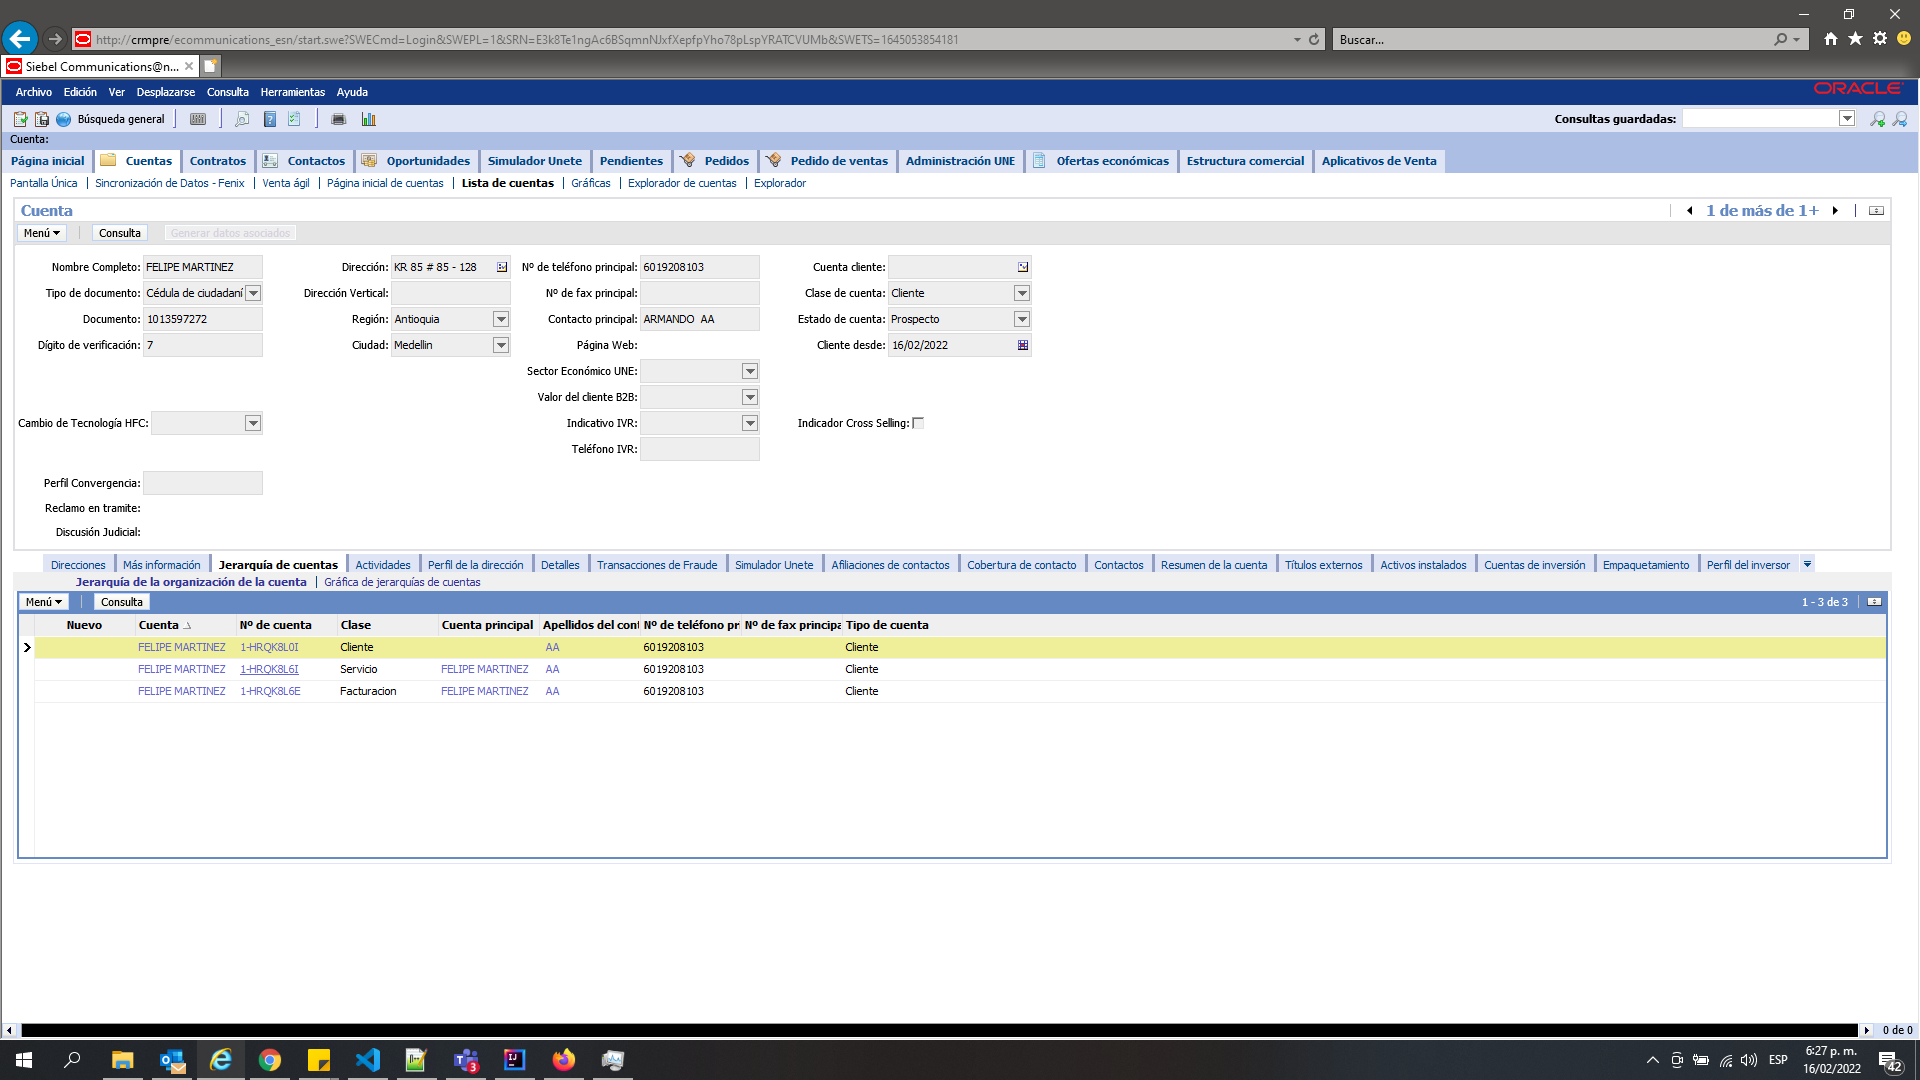 http://crmpre/ecommunications_esn/start.swe?SWECmd=Login&SWEPL=1&SRN=E3k8Te1ngAc6BSqmnNJxfXepfpYho78pLspYRATCVUMb&SWETS=1645053854181
Buscar...
Siebel Communications@n...
Archivo Edición Ver Desplazarse Consulta Herramientas Ayuda
ORACLE
Búsqueda general
Consultas guardadas:
Cuenta:
Página inicial Cuentas Contratos Contactos Oportunidades Simulador Unete Pendientes Pedidos Pedido de ventas Administración UNE Ofertas económicas Estructura comercial Aplicativos de Venta
Pantalla Única Sincronización de Datos - Fenix Venta ágil Página inicial de cuentas Lista de cuentas Gráficas Explorador de cuentas Explorador
Cuenta
1 de más de 1+
Menú Consulta Generar datos asociados
Nombre Completo: FELIPE MARTINEZ Dirección: KR 85 # 85 - 128 Nº de teléfono principal: 6019208103 Cuenta cliente:
Tipo de documento: Cédula de ciudadaní Dirección Vertical: Nº de fax principal: Clase de cuenta: Cliente
Documento: 1013597272 Región: Antioquia Contacto principal: ARMANDO AA Estado de cuenta: Prospecto
Dígito de verificación: 7 Ciudad: Medellin Página Web: Cliente desde: 16/02/2022
Sector Económico UNE:
Valor del cliente B2B:
Cambio de Tecnología HFC: Indicativo IVR: Indicador Cross Selling:
Teléfono IVR:
Perfil Convergencia:
Reclamo en tramite:
Discusión Judicial:
Direcciones Más información Jerarquía de cuentas Actividades Perfil de la dirección Detalles Transacciones de Fraude Simulador Unete Afiliaciones de contactos Cobertura de contacto Contactos Resumen de la cuenta Títulos externos Activos instalados Cuentas de inversión Empaquetamiento Perfil del inversor
Jerarquía de la organización de la cuenta Gráfica de jerarquías de cuentas
Menú Consulta 1 - 3 de 3
Nuevo Cuenta Nº de cuenta Clase Cuenta principal Apellidos del cont Nº de teléfono pri Nº de fax principa Tipo de cuenta
FELIPE MARTINEZ 1-HRQK8L0I Cliente AA 6019208103 Cliente
FELIPE MARTINEZ 1-HRQK8L6I Servicio FELIPE MARTINEZ AA 6019208103 Cliente
FELIPE MARTINEZ 1-HRQK8L6E Facturacion FELIPE MARTINEZ AA 6019208103 Cliente
0 de 0
3
ESP
6:27 p. m.
16/02/2022
42